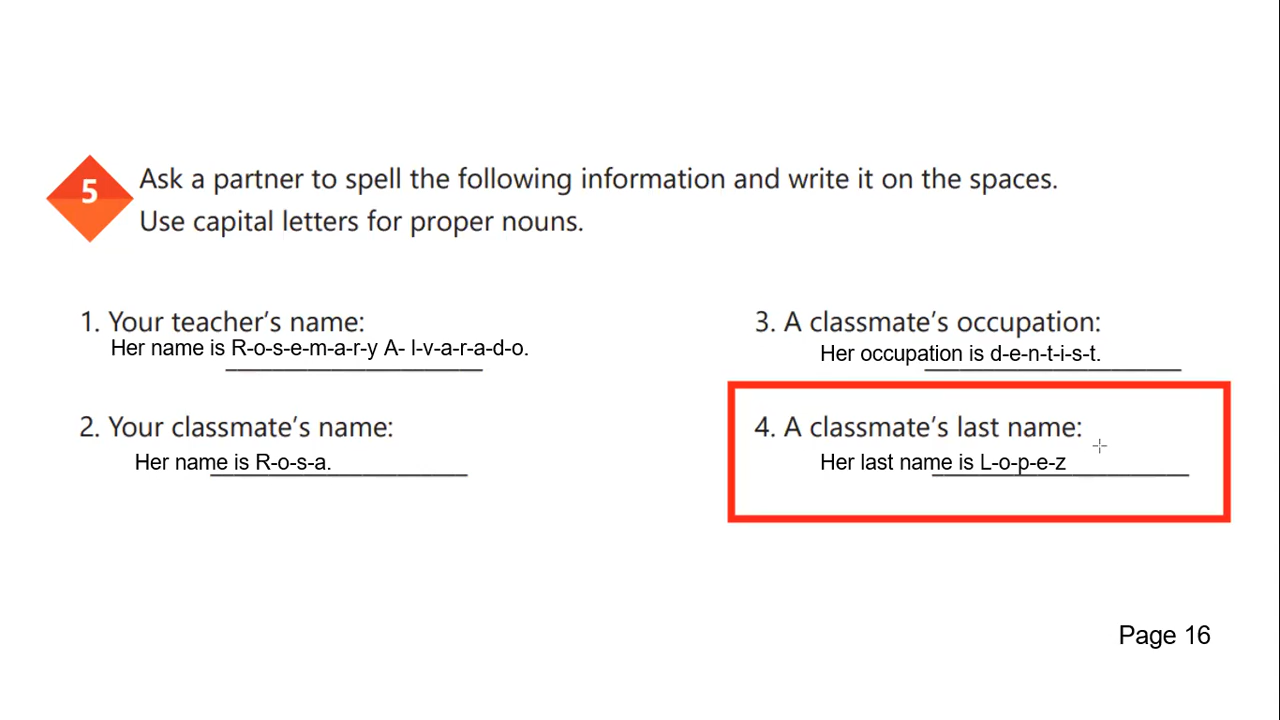 5
Ask a partner to spell the following information and write it on the spaces.
Use capital letters for proper nouns.
1. Your teacher's name:
Her name is R-o-s-e-m-a-r-y A- l-v-a-r-a-d-o.
2. Your classmate's name:
Her name is R-o-s-a.
3. A classmate's occupation:
Her occupation is d-e-n-t-i-s-t.
4. A classmate's last name:
Her last name is L-o-p-e-z
Page 16